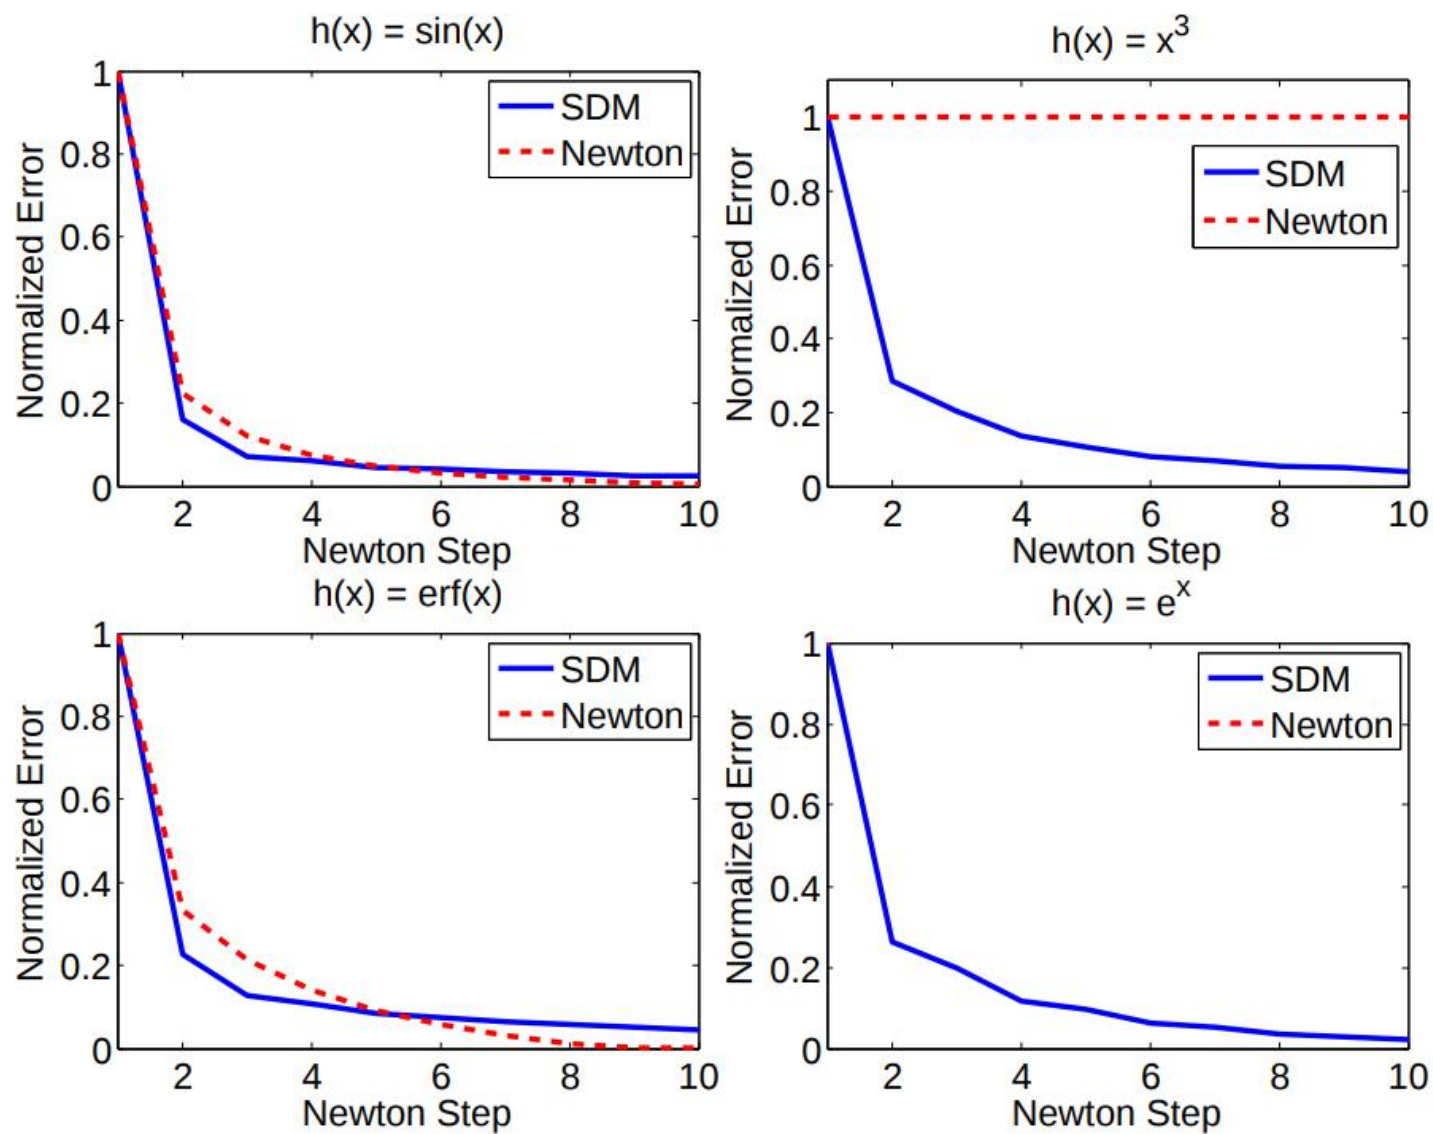 h(x) = sin(x)
1
0.8
0.6
0.4
0.2
0
Normalized Error
SDM
Newton
2 4 6 8 10
Newton Step
h(x) = x³
1
0.8
0.6
0.4
0.2
0
Normalized Error
SDM
Newton
2 4 6 8 10
Newton Step
h(x) = erf(x)
1
0.8
0.6
0.4
0.2
0
Normalized Error
SDM
Newton
2 4 6 8 10
Newton Step
h(x) = eˣ
1
0.8
0.6
0.4
0.2
0
Normalized Error
SDM
Newton
2 4 6 8 10
Newton Step